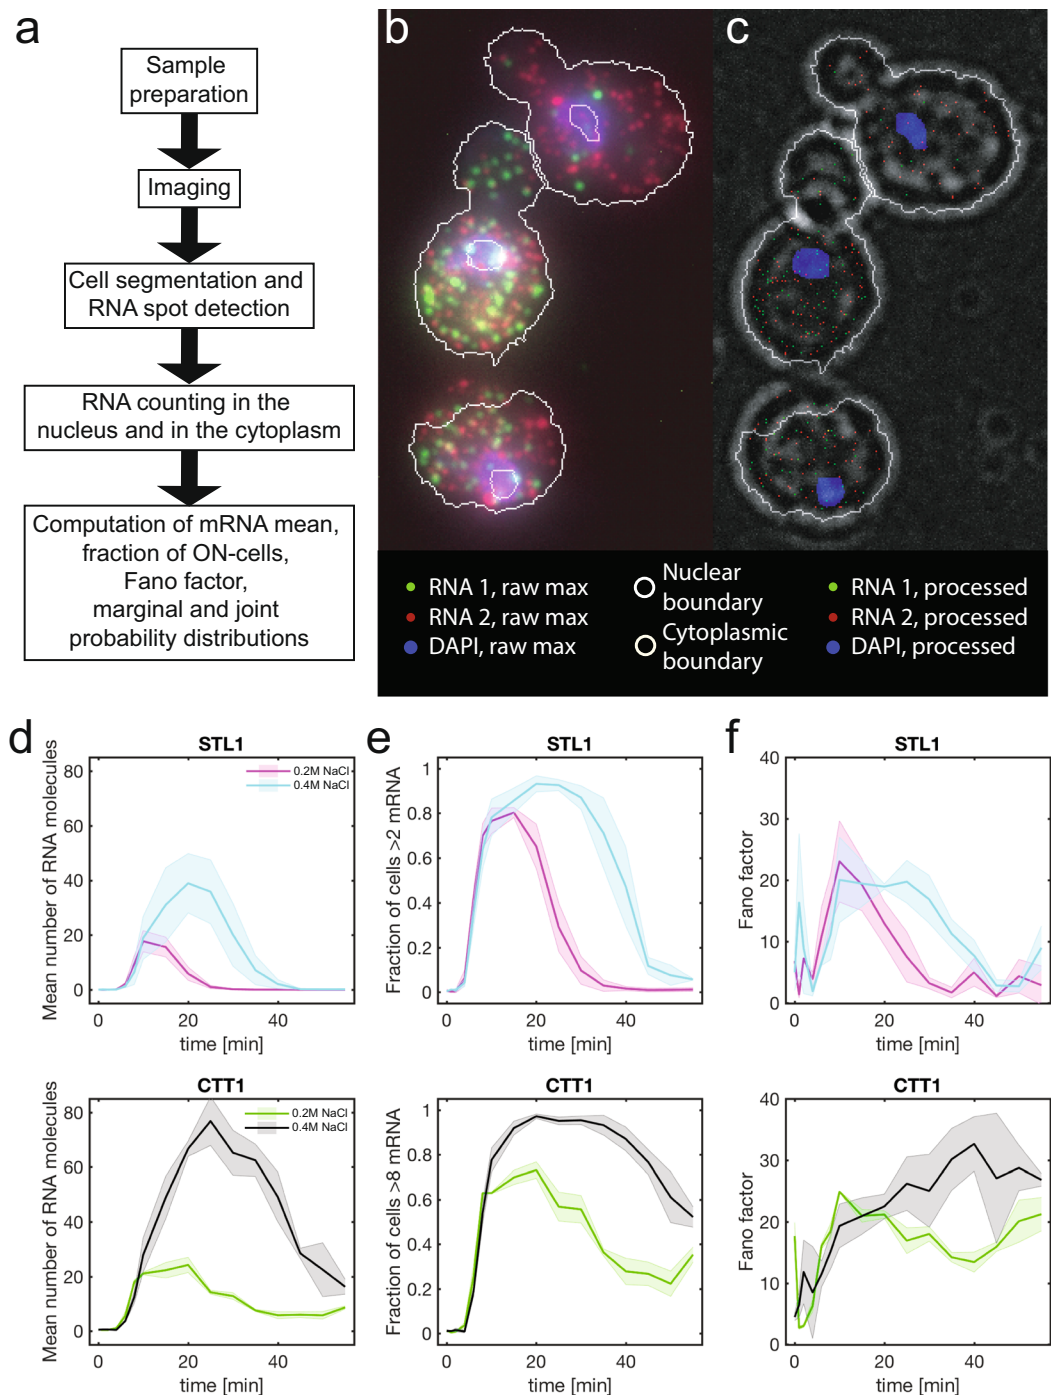 a
Sample
preparation
Imaging
Cell segmentation and
RNA spot detection
RNA counting in the
nucleus and in the cytoplasm
Computation of mRNA mean,
fraction of ON-cells,
Fano factor,
marginal and joint
probability distributions
b
c
RNA 1, raw max
RNA 2, raw max
DAPI, raw max
Nuclear
boundary
Cytoplasmic
boundary
RNA 1, processed
RNA 2, processed
DAPI, processed
d
STL1
Mean number of RNA molecules
80
60
40
20
0
0.2M NaCl
0.4M NaCl
0 20 40
time [min]
e
STL1
Fraction of cells >2 mRNA
1
0.8
0.6
0.4
0.2
0
0 20 40
time [min]
f
STL1
Fano factor
40
30
20
10
0
0 20 40
time [min]
CTT1
Mean number of RNA molecules
80
60
40
20
0
0.2M NaCl
0.4M NaCl
0 20 40
time [min]
CTT1
Fraction of cells >8 mRNA
1
0.8
0.6
0.4
0.2
0
0 20 40
time [min]
CTT1
Fano factor
40
30
20
10
0
0 20 40
time [min]